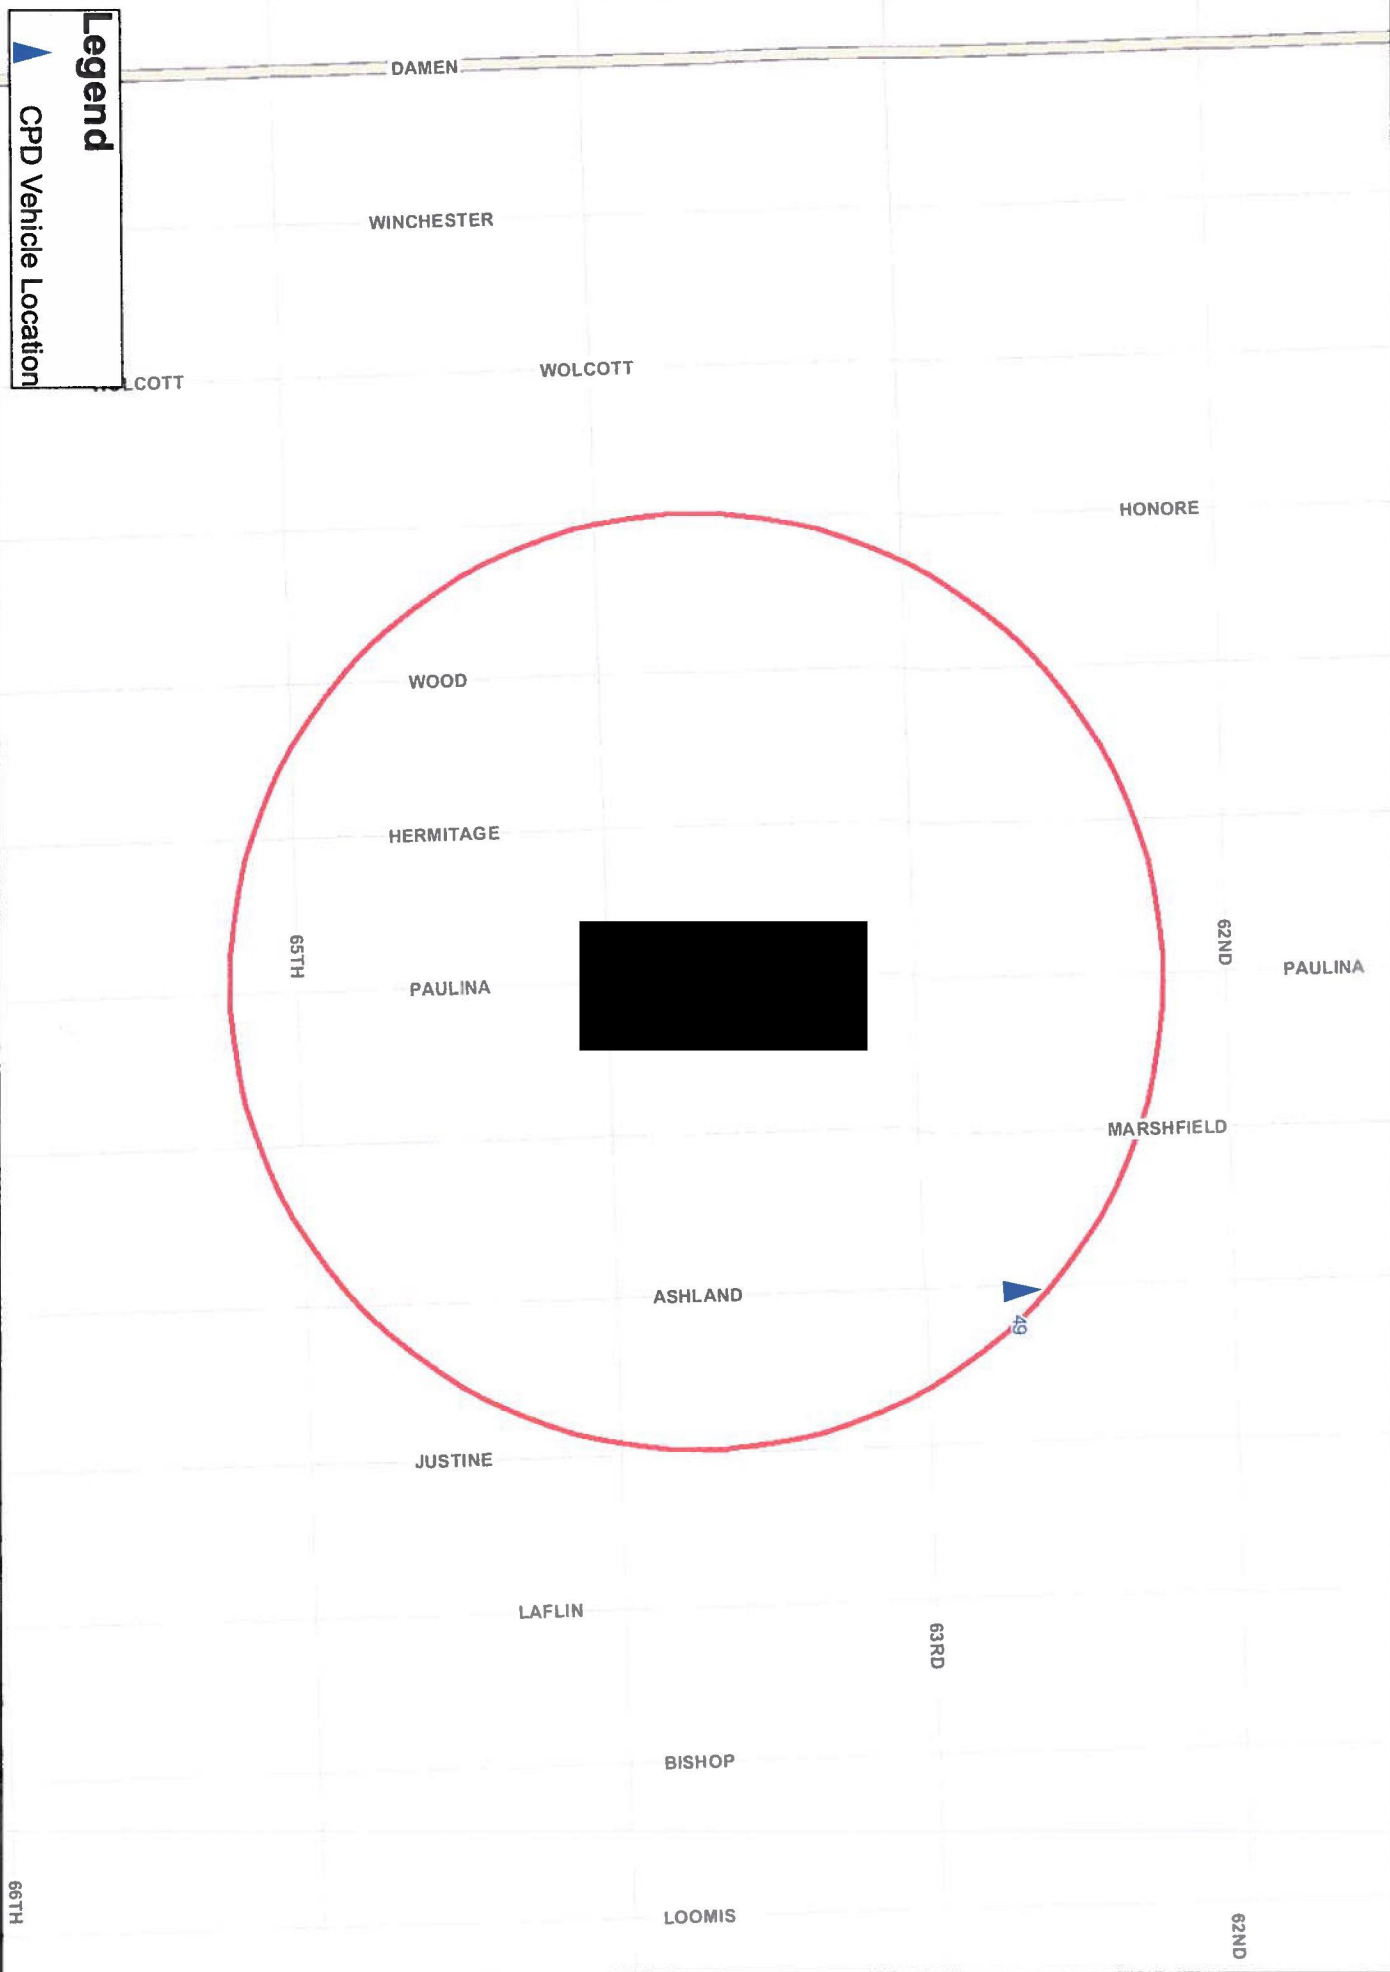 Legend
CPD Vehicle Location
DAMEN
WINCHESTER
WOLCOTT
WOLCOTT
HONORE
WOOD
HERMITAGE
65TH
PAULINA
62ND
PAULINA
MARSHFIELD
ASHLAND
49
JUSTINE
LAFLIN
63RD
BISHOP
66TH
LOOMIS
62ND